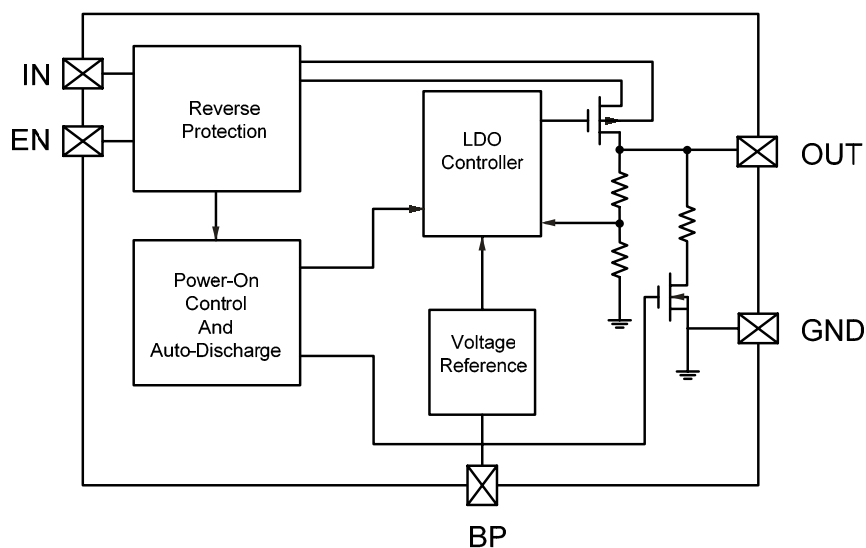 IN
EN
Reverse
Protection
LDO
Controller
OUT
Power-On
Control
And
Auto-Discharge
Voltage
Reference
GND
BP